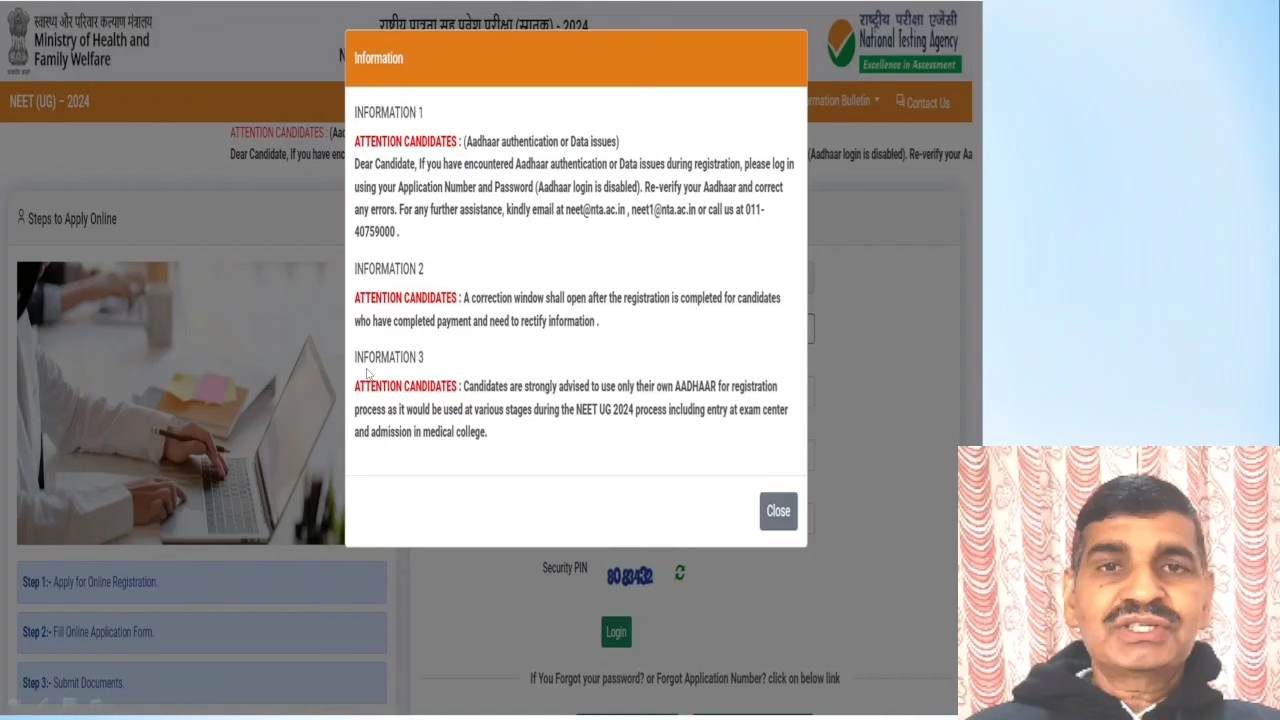 स्वास्थ्य और परिवार कल्याण मंत्रालय
Ministry of Health and
Family Welfare
राष्ट्रीय पात्रता सह प्रवेश परीक्षा (स्नातक) - 2024
राष्ट्रीय परीक्षा एजेंसी
National Testing Agency
Excellence in Assessment
NEET (UG) – 2024
Bulletin
Contact Us
ATTENTION CANDIDATES :
Dear Candidate, If you have
(Aadhaar login is disabled). Re-verify your
Steps to Apply Online
Information
INFORMATION 1
ATTENTION CANDIDATES : (Aadhaar authentication or Data issues)
Dear Candidate, If you have encountered Aadhaar authentication or Data issues during registration, please log in
using your Application Number and Password (Aadhaar login is disabled). Re-verify your Aadhaar and correct
any errors. For any further assistance, kindly email at neet@nta.ac.in , neet1@nta.ac.in or call us at 011-
40759000 .
INFORMATION 2
ATTENTION CANDIDATES : A correction window shall open after the registration is completed for candidates
who have completed payment and need to rectify information .
INFORMATION 3
ATTENTION CANDIDATES : Candidates are strongly advised to use only their own AADHAAR for registration
process as it would be used at various stages during the NEET UG 2024 process including entry at exam center
and admission in medical college.
Close
Step 1:- Apply for Online Registration.
Step 2:- Fill Online Application Form.
Step 3:- Submit Documents.
Security PIN
Login
If You Forgot your password? or Forgot Application Number? click on below link